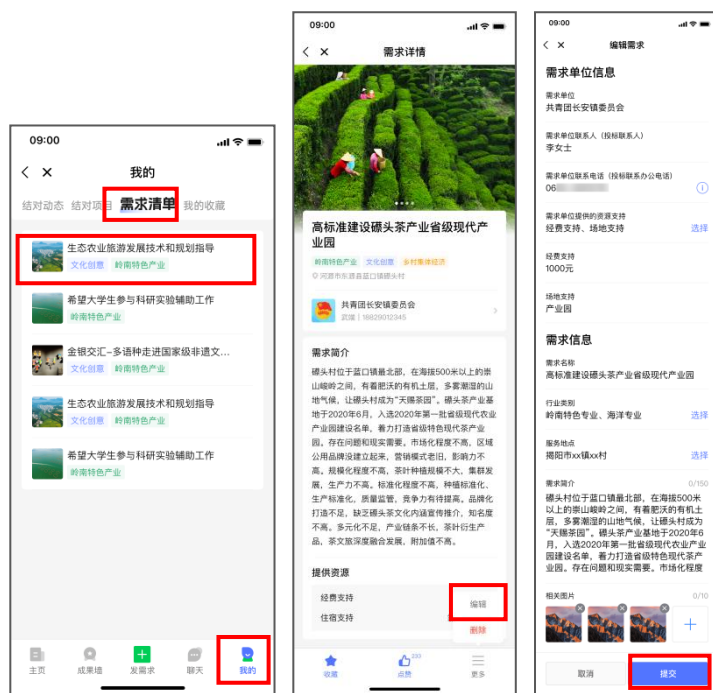 09:00
我的
结对动态 结对项目 需求清单 我的收藏
生态农业旅游发展技术和规划指导
文化创意 岭南特色产业
希望大学生参与科研实验辅助工作
岭南特色产业
金银交汇-多语种走进国家级非遗文...
文化创意 岭南特色产业
生态农业旅游发展技术和规划指导
文化创意 岭南特色产业
希望大学生参与科研实验辅助工作
岭南特色产业
主页 成果墙 发需求 聊天 我的
09:00
需求详情
高标准建设礤头茶产业省级现代产
业园
岭南特色产业 文化创意 乡村集体经济
河源市东源县蓝口镇礤头村
共青团长安镇委员会
武媒 | 18829012345
需求简介
礤头村位于蓝口镇最北部，在海拔500米以上的崇
山峻岭之间，有着肥沃的有机土层，多雾潮湿的山
地气候，让礤头村成为“天赐茶园”。礤头茶产业基
地于2020年6月，入选2020年第一批省级现代农业
产业园建设名单，着力打造省级特色现代茶产业
园。存在问题和现实需要。市场化程度不高，区域
公用品牌没建立起来，营销模式老旧，影响力不
高。规模化程度不高，茶叶种植规模不大，集群发
展，生产力不高。标准化程度不高，种植标准化、
生产标准化，质量监管，竞争力有待提高。品牌化
打造不足，缺乏礤头茶文化内涵宣传推介，知名度
不高。多元化不足，产业链条不长，茶叶衍生产
品，茶文旅深度融合发展，附加值不高。
提供资源
经费支持
住宿支持
编辑
删除
收藏 点赞 230 更多
09:00
编辑需求
需求单位信息
需求单位
共青团长安镇委员会
需求单位联系人（投标联系人）
李女士
需求单位联系电话（投标联系办公电话）
06
需求单位提供的资源支持
经费支持、场地支持 选择
经费支持
1000元
场地支持
产业园
需求信息
需求名称
高标准建设礤头茶产业省级现代产业园
行业类别
岭南特色专业、海洋专业 选择
服务地点
揭阳市xx镇xx村 选择
需求简介 0/150
礤头村位于蓝口镇最北部，在海拔500米
以上的崇山峻岭之间，有着肥沃的有机土
层，多雾潮湿的山地气候，让礤头村成为
“天赐茶园”。礤头茶产业基地于2020年6
月，入选2020年第一批省级现代农业产业
园建设名单，着力打造省级特色现代茶产
业园。存在问题和现实需要。市场化程度
相关图片 0/10
取消 提交